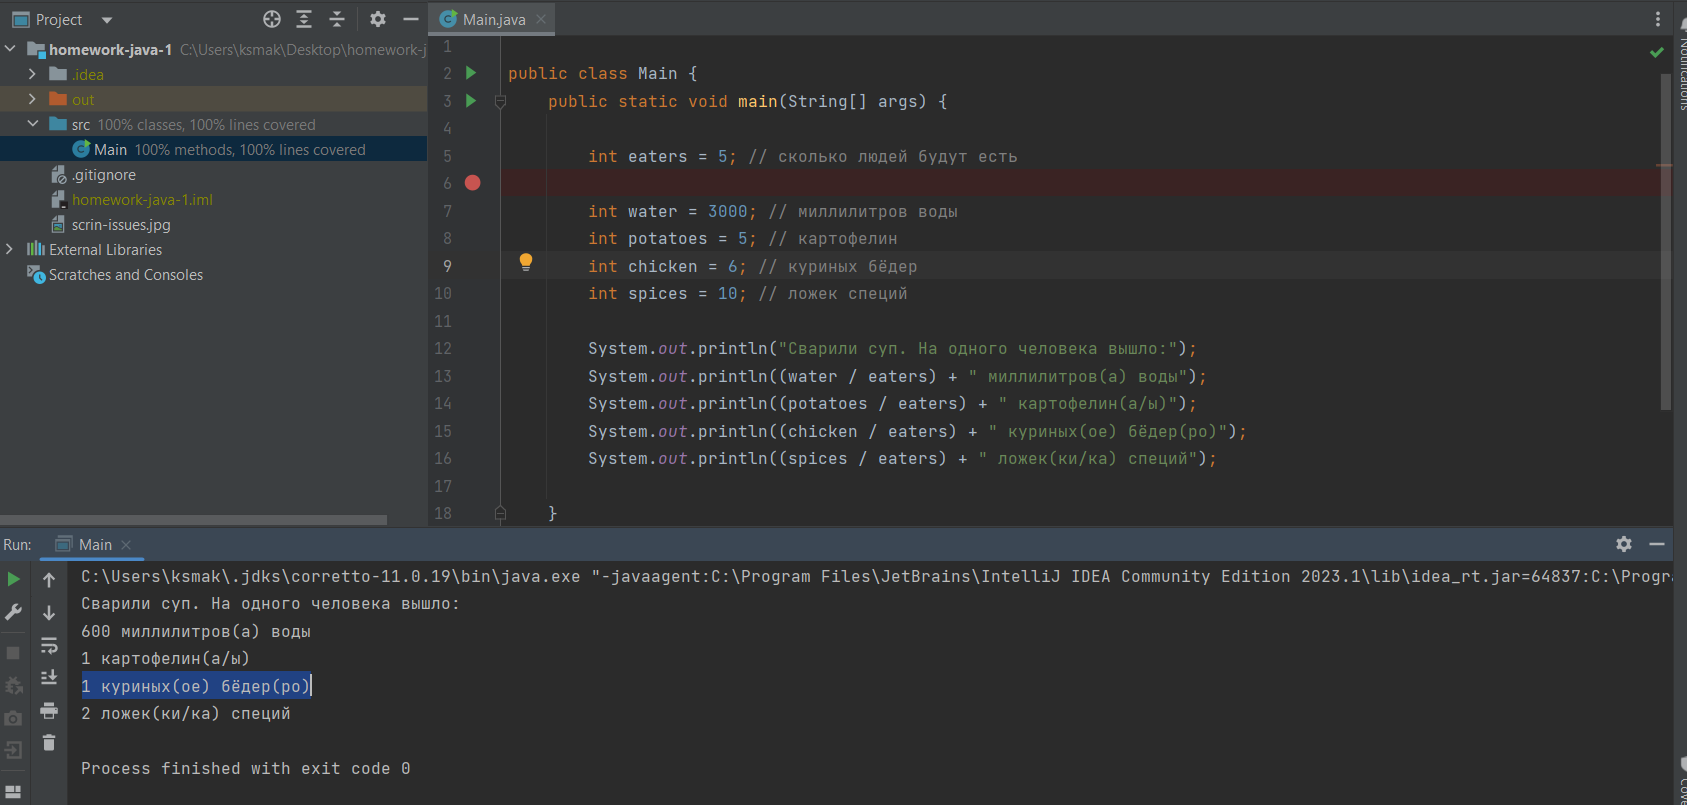 Project
homework-java-1 C:\Users\ksmak\Desktop\homework-j
.idea
out
src 100% classes, 100% lines covered
Main 100% methods, 100% lines covered
.gitignore
homework-java-1.iml
scrin-issues.jpg
External Libraries
Scratches and Consoles
Main.java
1
2 public class Main {
3 public static void main(String[] args) {
4
5 int eaters = 5; // сколько людей будут есть
6
7 int water = 3000; // миллилитров воды
8 int potatoes = 5; // картофелин
9 int chicken = 6; // куриных бёдер
10 int spices = 10; // ложек специй
11
12 System.out.println("Сварили суп. На одного человека вышло:");
13 System.out.println((water / eaters) + " миллилитров(а) воды");
14 System.out.println((potatoes / eaters) + " картофелин(а/ы)");
15 System.out.println((chicken / eaters) + " куриных(ое) бёдер(ро)");
16 System.out.println((spices / eaters) + " ложек(ки/ка) специй");
17
18 }
Notifications
Run: Main
C:\Users\ksmak\.jdks\corretto-11.0.19\bin\java.exe "-javaagent:C:\Program Files\JetBrains\IntelliJ IDEA Community Edition 2023.1\lib\idea_rt.jar=64837:C:\Progra
Сварили суп. На одного человека вышло:
600 миллилитров(а) воды
1 картофелин(а/ы)
1 куриных(ое) бёдер(ро)
2 ложек(ки/ка) специй
Process finished with exit code 0